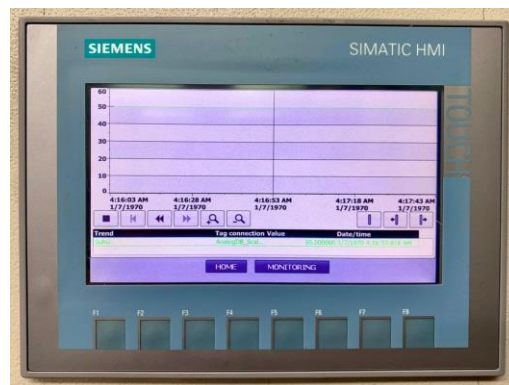 SIEMENS SIMATIC HMI
TOUCH
60
50
40
30
20
10
0
4:16:03 AM 4:16:28 AM 4:16:53 AM 4:17:18 AM 4:17:43 AM
1/7/1970 1/7/1970 1/7/1970 1/7/1970 1/7/1970
Trend Tag connection Value Date/time
HOME MONITORING
F1 F2 F3 F4 F5 F6 F7 F8